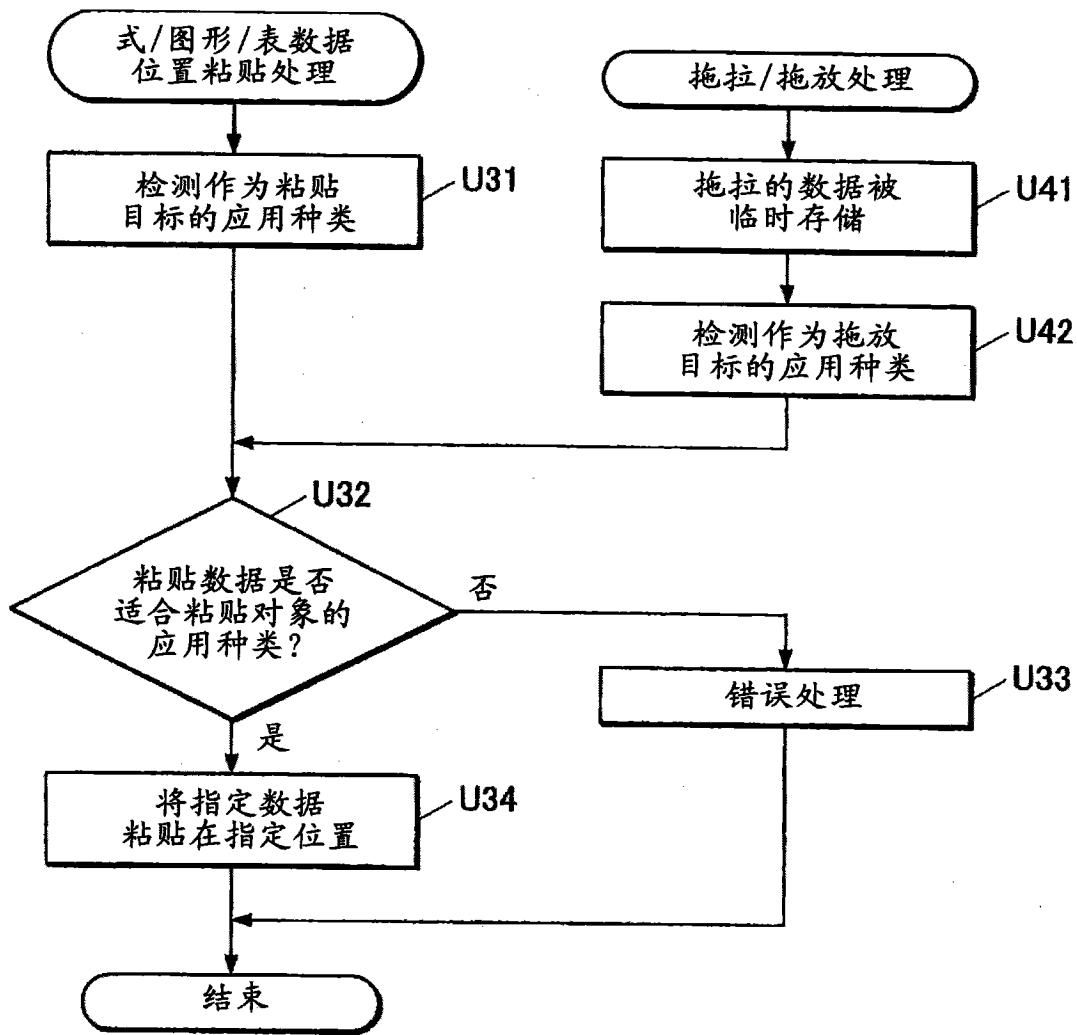 式/图形/表数据
位置粘贴处理
拖拉/拖放处理
检测作为粘贴
目标的应用种类
U31
拖拉的数据被
临时存储
U41
检测作为拖放
目标的应用种类
U42
U32
粘贴数据是否
适合粘贴对象的
应用种类?
否
错误处理
U33
是
将指定数据
粘贴在指定位置
U34
结束